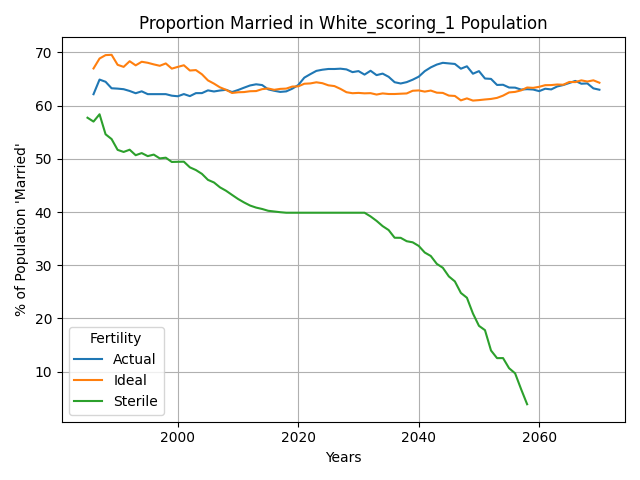 Proportion Married in White_scoring_1 Population
% of Population 'Married'
70
60
50
40
30
20
10
Fertility
Actual
Ideal
Sterile
2000 2020 2040 2060
Years